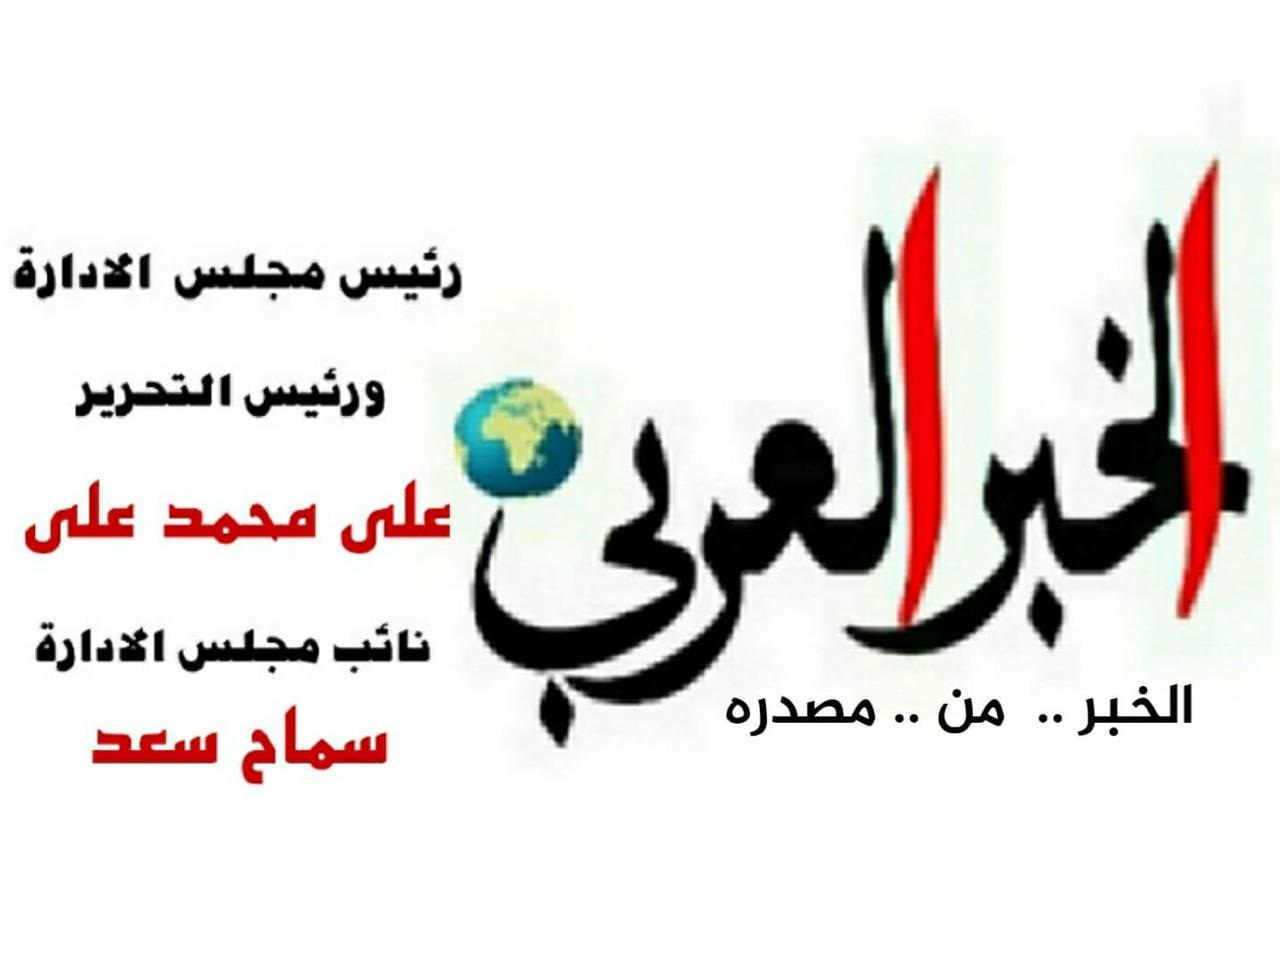 الخبر العربي
الخبر .. من .. مصدره
رئيس مجلس الادارة
ورئيس التحرير
على محمد على
نائب مجلس الادارة
سماح سعد